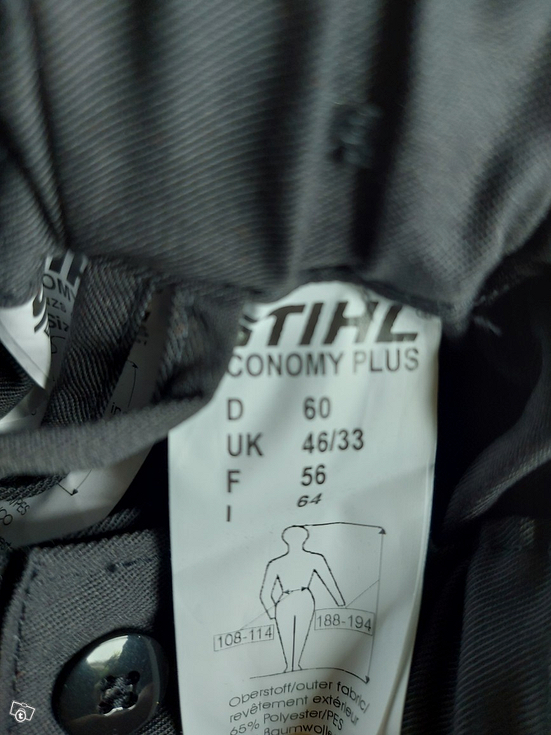 STIHL
CONOMY PLUS
D 60
UK 46/33
F 56
I 64
108-114
188-194
Oberstoff/outer fabric/
revêtement extérieur
65% Polyester/PES
Baumwolle